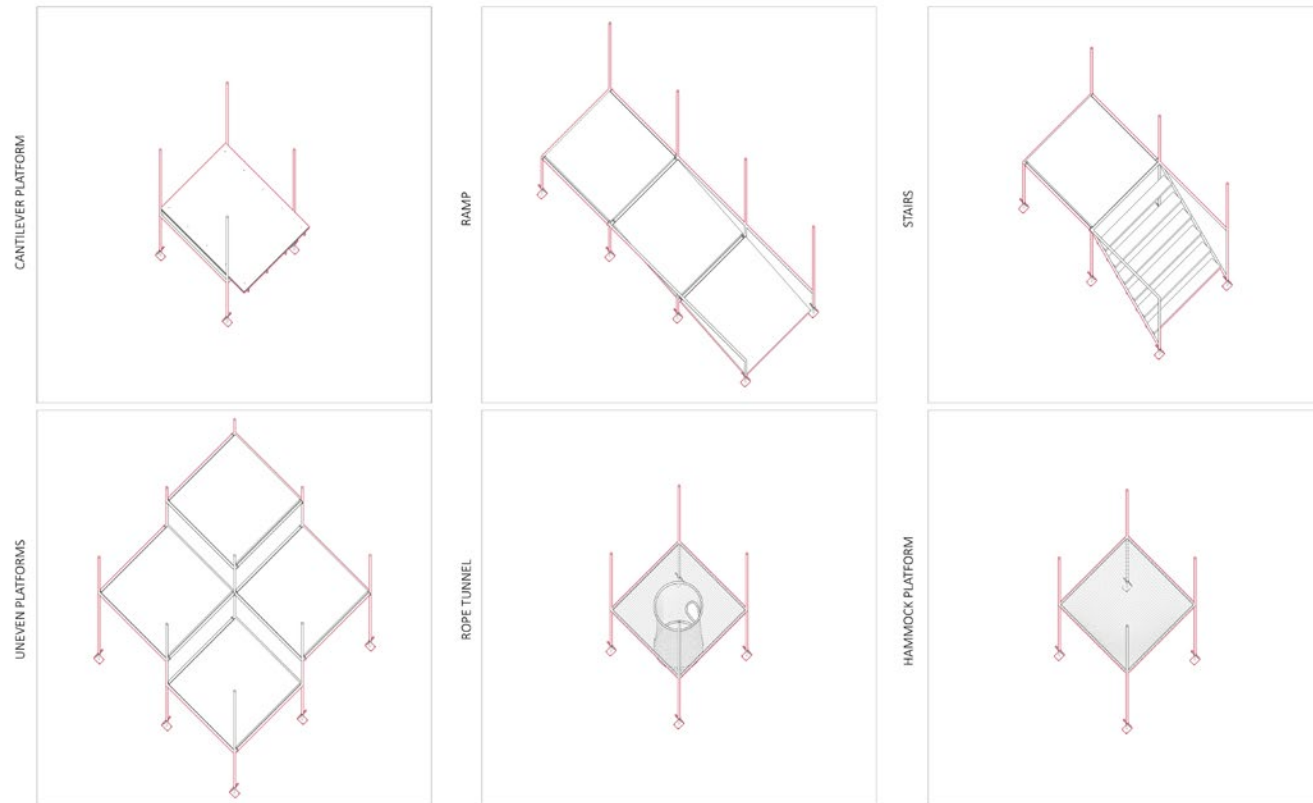 CANTILEVER PLATFORM
RAMP
STAIRS
UNEVEN PLATFORMS
ROPE TUNNEL
HAMMOCK PLATFORM